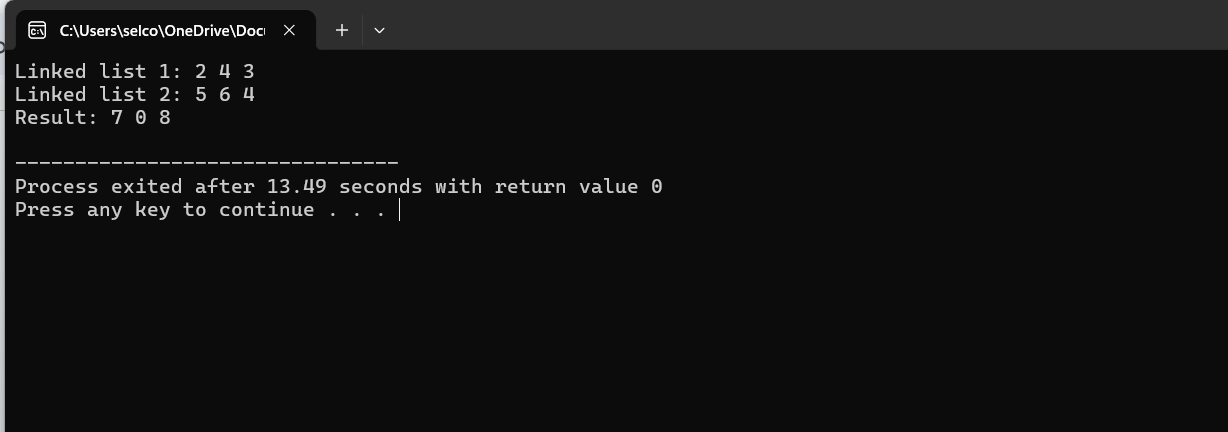 C:\Users\selco\OneDrive\Doc
Linked list 1: 2 4 3
Linked list 2: 5 6 4
Result: 7 0 8
--------------------------------
Process exited after 13.49 seconds with return value 0
Press any key to continue . . .